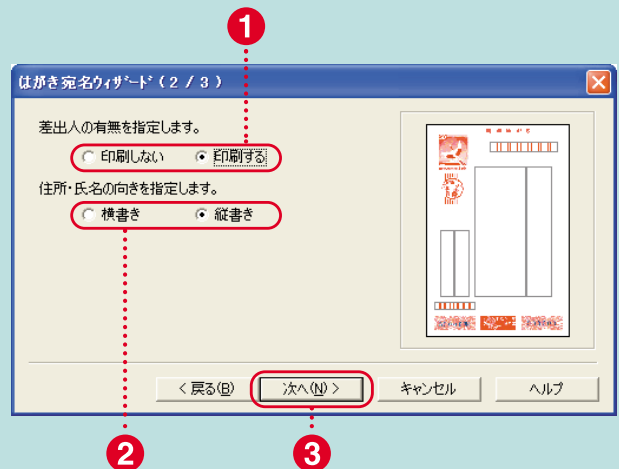 1
はがき宛名ウィザード(2/3)
差出人の有無を指定します。
印刷しない 印刷する
住所・氏名の向きを指定します。
横書き 縦書き
<戻る(B) 次へ(N)> キャンセル ヘルプ
2 3